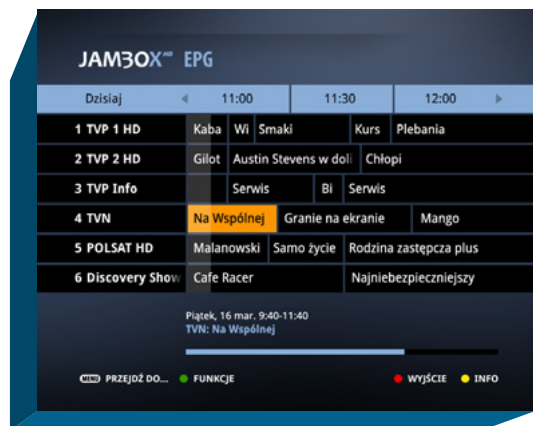 JAMBOX HD EPG
Dzisiaj 11:00 11:30 12:00
1 TVP 1 HD Kaba Wi Smaki Kurs Plebania
2 TVP 2 HD Gilot Austin Stevens w doli Chłopi
3 TVP Info Serwis Bi Serwis
4 TVN Na Wspólnej Granie na ekranie Mango
5 POLSAT HD Malanowski Samo życie Rodzina zastępcza plus
6 Discovery Show Cafe Racer Najniebezpieczniejszy
Piątek, 16 mar. 9:40-11:40
TVN: Na Wspólnej
MENU PRZEJDŹ DO... FUNKCJE WYJŚCIE INFO